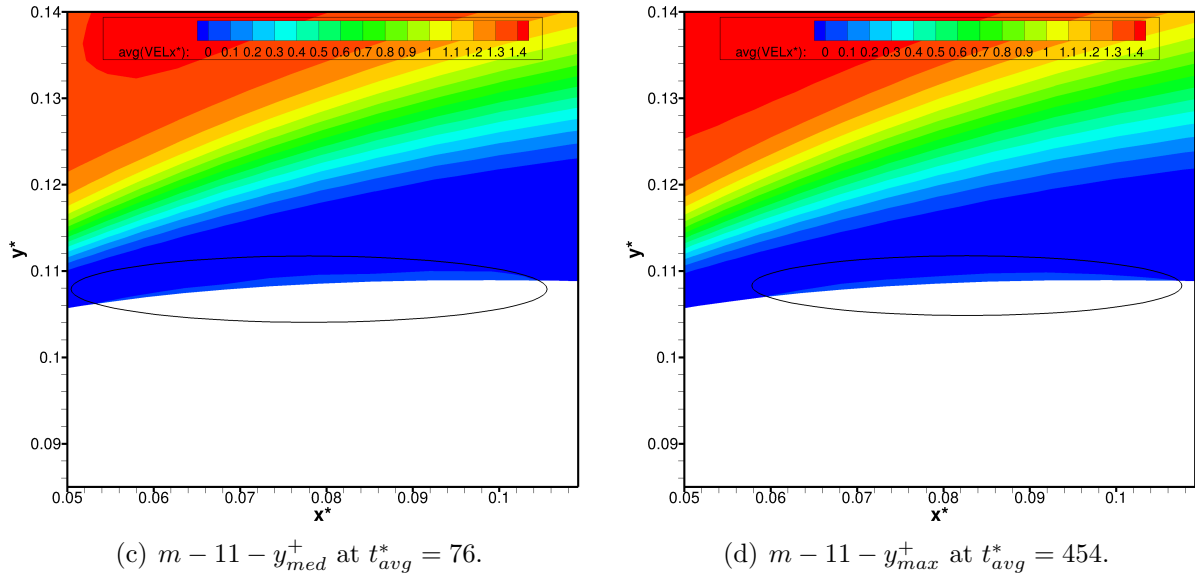 0.14
avg(VELx*): 0 0.1 0.2 0.3 0.4 0.5 0.6 0.7 0.8 0.9 1 1.1 1.2 1.3 1.4
0.13
0.12
y*
0.11
0.1
0.09
0.05 0.06 0.07 0.08 0.09 0.1
x*
(c) m − 11 − y⁺med at t*avg = 76.
0.14
avg(VELx*): 0 0.1 0.2 0.3 0.4 0.5 0.6 0.7 0.8 0.9 1 1.1 1.2 1.3 1.4
0.13
0.12
y*
0.11
0.1
0.09
0.05 0.06 0.07 0.08 0.09 0.1
x*
(d) m − 11 − y⁺max at t*avg = 454.